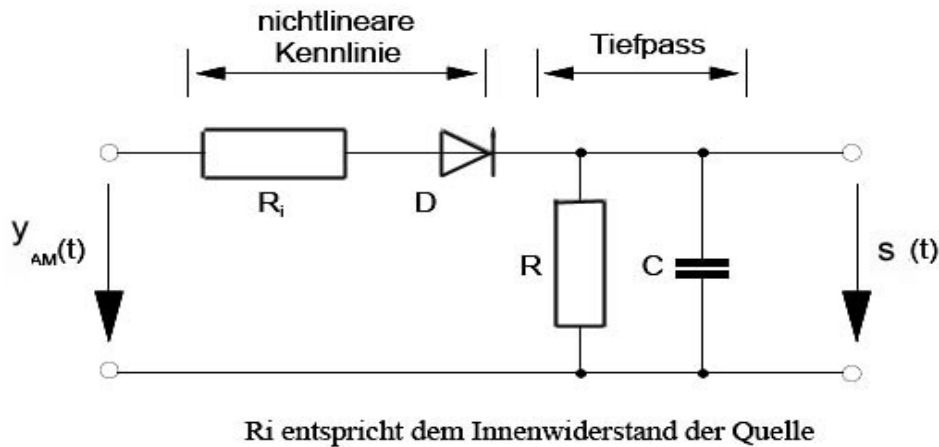 nichtlineare
Kennlinie
Tiefpass
Ri
D
y AM(t)
R
C
s (t)
Ri entspricht dem Innenwiderstand der Quelle